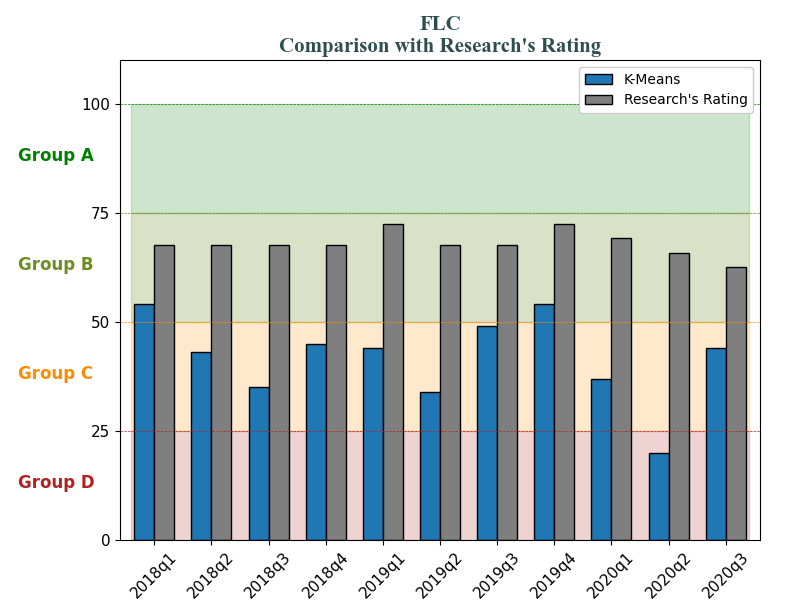 FLC
Comparison with Research's Rating
K-Means
Research's Rating
100
Group A
75
Group B
50
Group C
25
Group D
0
2018q1
2018q2
2018q3
2018q4
2019q1
2019q2
2019q3
2019q4
2020q1
2020q2
2020q3